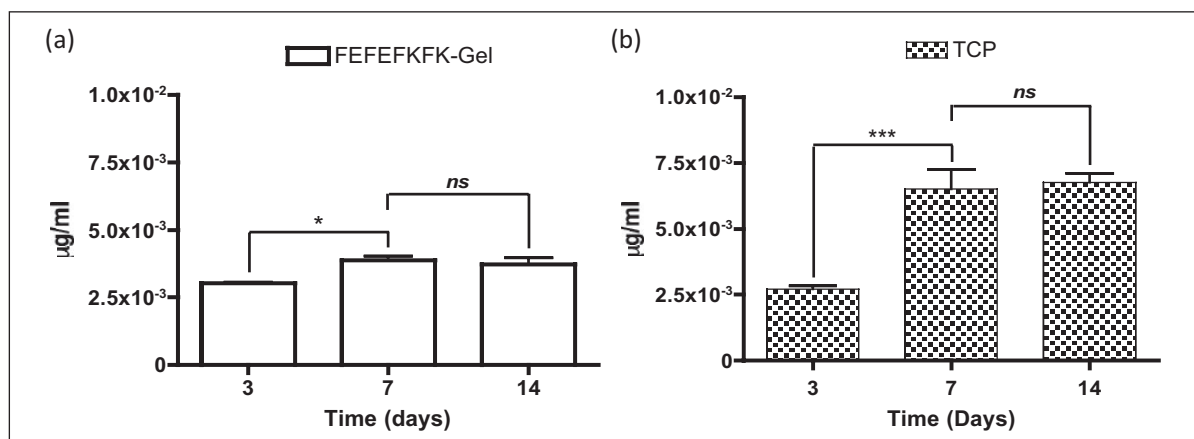 (a)
FEFEFKFK-Gel
1.0x10-2
7.5x10-3
5.0x10-3
2.5x10-3
0
µg/ml
*
ns
3 7 14
Time (days)
(b)
TCP
1.0x10-2
7.5x10-3
5.0x10-3
2.5x10-3
0
µg/ml
***
ns
3 7 14
Time (Days)